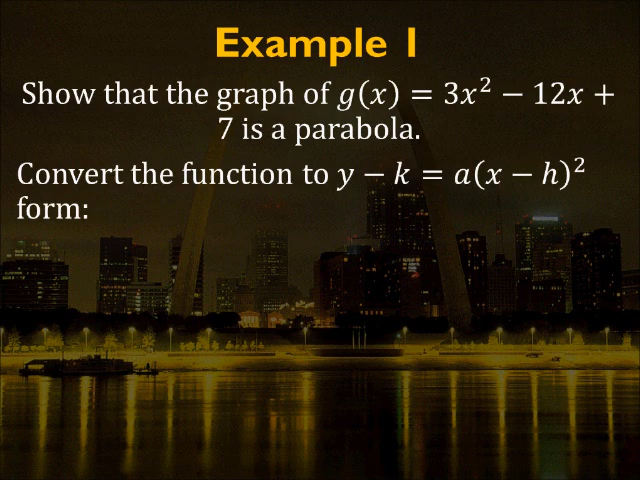 Example 1
Show that the graph of 𝑔(𝑥) = 3𝑥² − 12𝑥 +
7 is a parabola.
Convert the function to 𝑦 − 𝑘 = 𝑎(𝑥 − ℎ)²
form: